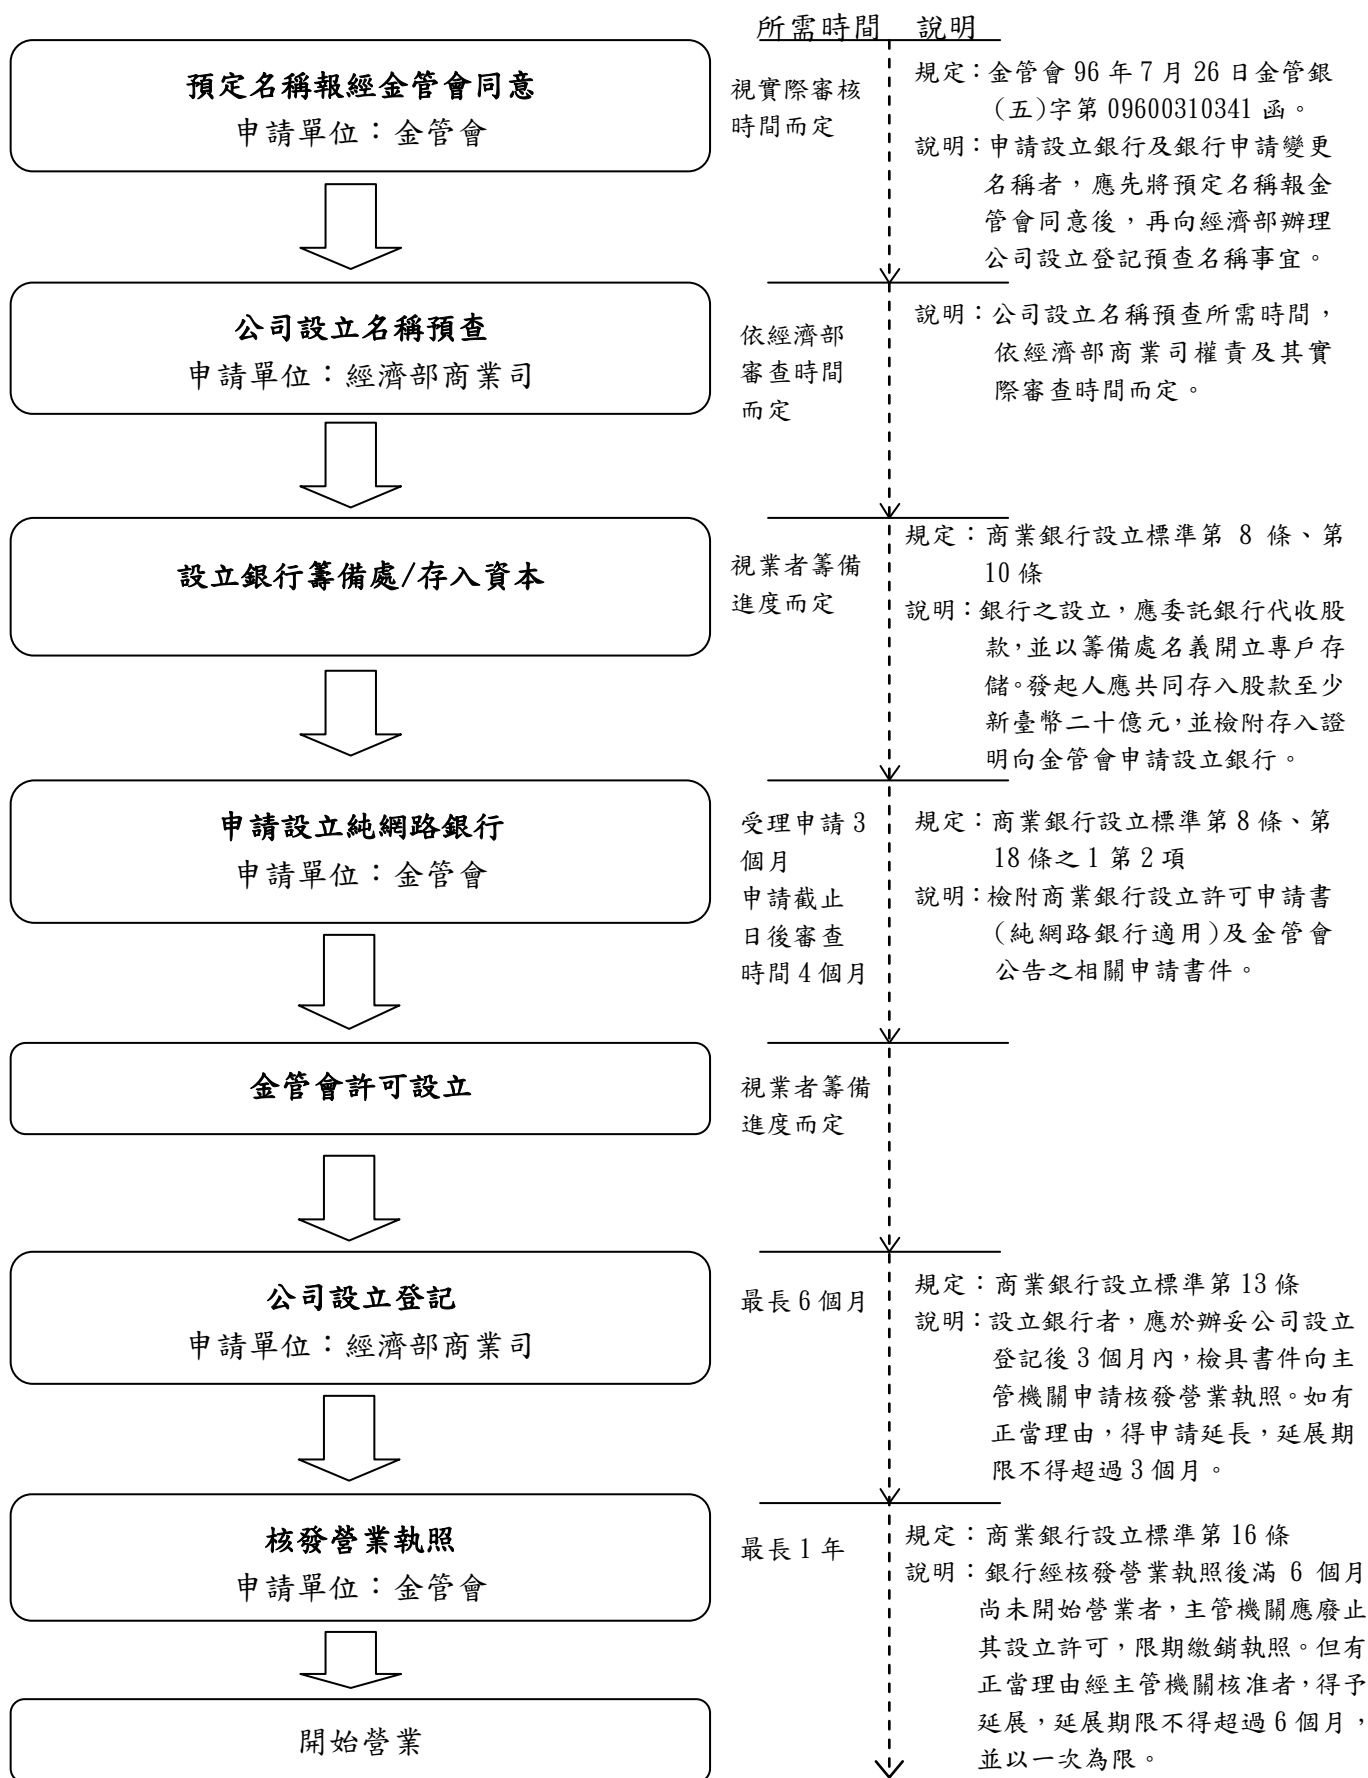 所需時間 說明
預定名稱報經金管會同意
申請單位：金管會
視實際審核
時間而定
規定：金管會 96 年 7 月 26 日金管銀
(五)字第 09600310341 函。
說明：申請設立銀行及銀行申請變更
名稱者，應先將預定名稱報金
管會同意後，再向經濟部辦理
公司設立登記預查名稱事宜。
公司設立名稱預查
申請單位：經濟部商業司
依經濟部
審查時間
而定
說明：公司設立名稱預查所需時間，
依經濟部商業司權責及其實
際審查時間而定。
設立銀行籌備處/存入資本
視業者籌備
進度而定
規定：商業銀行設立標準第 8 條、第
10 條
說明：銀行之設立，應委託銀行代收股
款，並以籌備處名義開立專戶存
儲。發起人應共同存入股款至少
新臺幣二十億元，並檢附存入證
明向金管會申請設立銀行。
申請設立純網路銀行
申請單位：金管會
受理申請 3
個月
申請截止
日後審查
時間 4 個月
規定：商業銀行設立標準第 8 條、第
18 條之 1 第 2 項
說明：檢附商業銀行設立許可申請書
(純網路銀行適用)及金管會
公告之相關申請書件。
金管會許可設立
視業者籌備
進度而定
公司設立登記
申請單位：經濟部商業司
最長 6 個月
規定：商業銀行設立標準第 13 條
說明：設立銀行者，應於辦妥公司設立
登記後 3 個月內，檢具書件向主
管機關申請核發營業執照。如有
正當理由，得申請延長，延展期
限不得超過 3 個月。
核發營業執照
申請單位：金管會
最長 1 年
規定：商業銀行設立標準第 16 條
說明：銀行經核發營業執照後滿 6 個月
尚未開始營業者，主管機關應廢止
其設立許可，限期繳銷執照。但有
正當理由經主管機關核准者，得予
延展，延展期限不得超過 6 個月，
並以一次為限。
開始營業